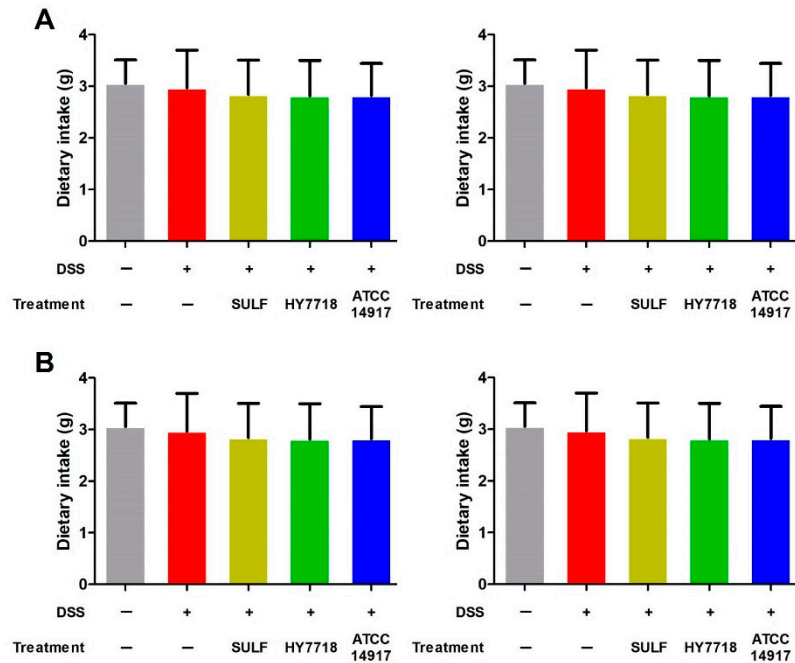 A
Dietary intake (g)
4
3
2
1
0
DSS – + + + +
Treatment – – SULF HY7718 ATCC 14917
Dietary intake (g)
4
3
2
1
0
DSS – + + + +
Treatment – – SULF HY7718 ATCC 14917
B
Dietary intake (g)
4
3
2
1
0
DSS – + + + +
Treatment – – SULF HY7718 ATCC 14917
Dietary intake (g)
4
3
2
1
0
DSS – + + + +
Treatment – – SULF HY7718 ATCC 14917